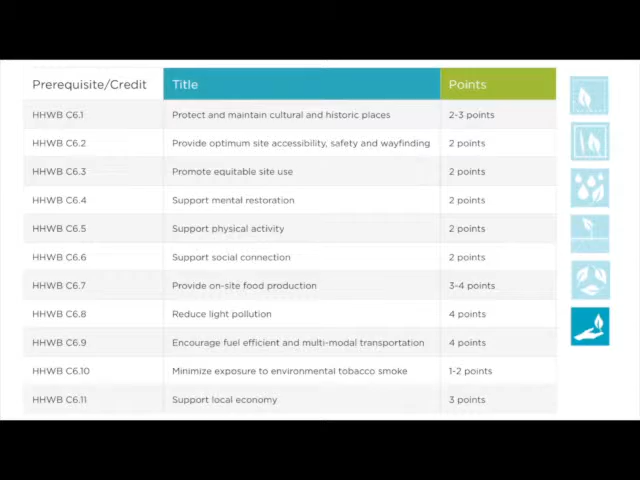 Prerequisite/Credit Title Points
HHWB C6.1 Protect and maintain cultural and historic places 2-3 points
HHWB C6.2 Provide optimum site accessibility, safety and wayfinding 2 points
HHWB C6.3 Promote equitable site use 2 points
HHWB C6.4 Support mental restoration 2 points
HHWB C6.5 Support physical activity 2 points
HHWB C6.6 Support social connection 2 points
HHWB C6.7 Provide on-site food production 3-4 points
HHWB C6.8 Reduce light pollution 4 points
HHWB C6.9 Encourage fuel efficient and multi-modal transportation 4 points
HHWB C6.10 Minimize exposure to environmental tobacco smoke 1-2 points
HHWB C6.11 Support local economy 3 points